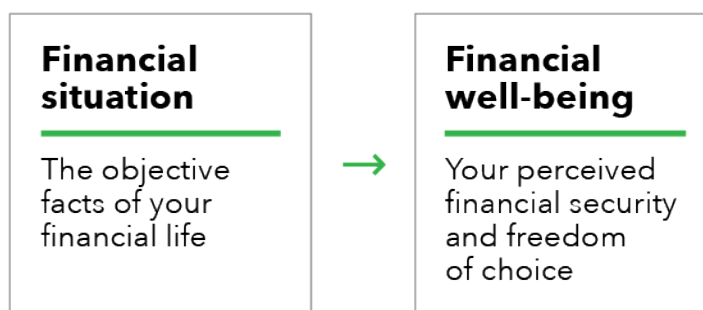 Financial
situation
The objective
facts of your
financial life
→
Financial
well-being
Your perceived
financial security
and freedom
of choice